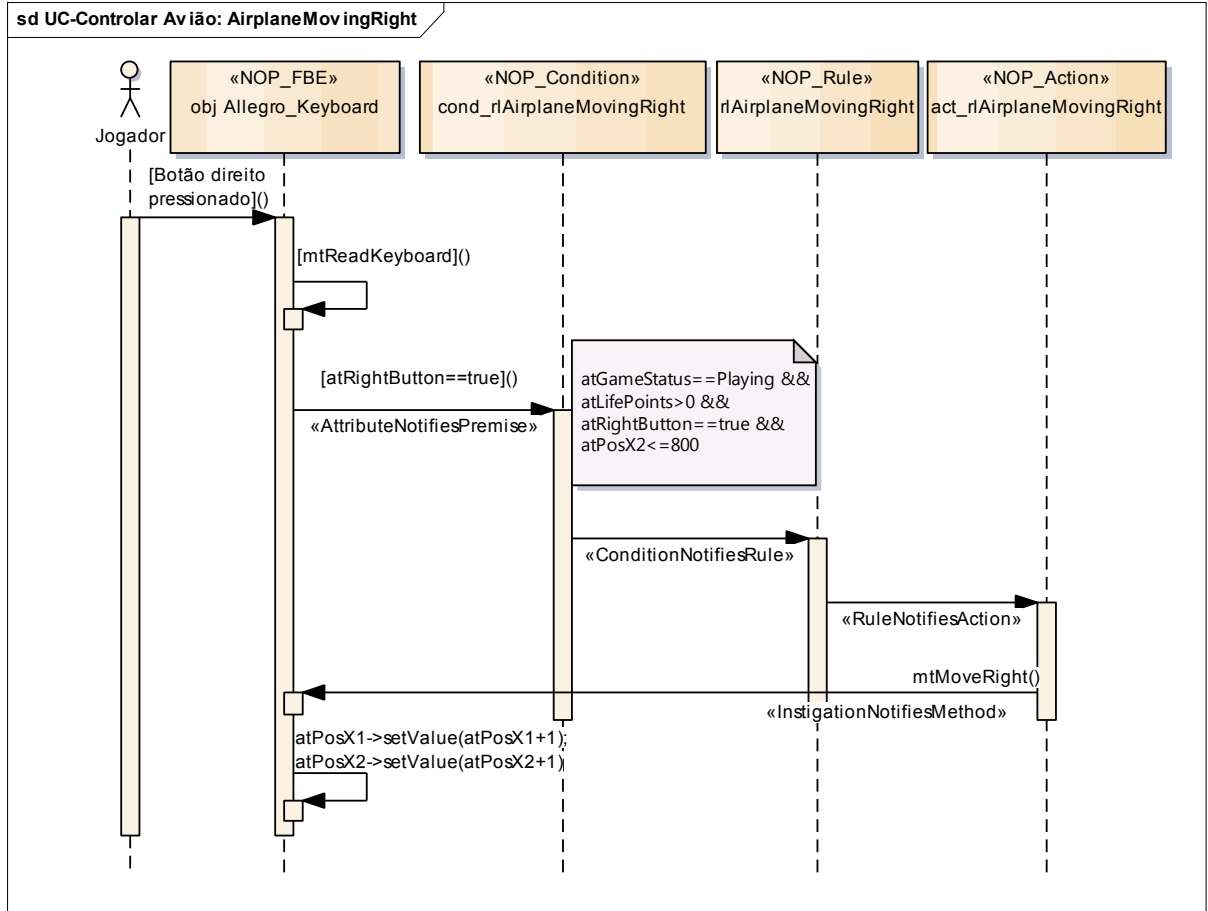 sd UC-Controlar Avião: AirplaneMovingRight
Jogador
«NOP_FBE»
obj Allegro_Keyboard
«NOP_Condition»
cond_rlAirplaneMovingRight
«NOP_Rule»
rlAirplaneMovingRight
«NOP_Action»
act_rlAirplaneMovingRight
[Botão direito
pressionado]()
[mtReadKeyboard]()
[atRightButton==true]()
«AttributeNotifiesPremise»
atGameStatus==Playing &&
atLifePoints>0 &&
atRightButton==true &&
atPosX2<=800
«ConditionNotifiesRule»
«RuleNotifiesAction»
mtMoveRight()
«InstigationNotifiesMethod»
atPosX1->setValue(atPosX1+1);
atPosX2->setValue(atPosX2+1)